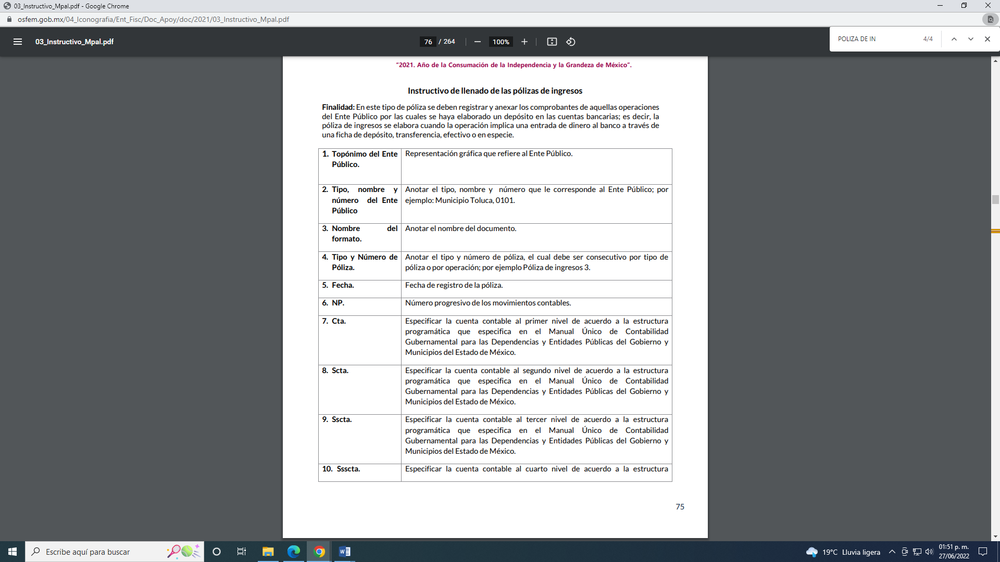 03_Instructivo_Mpal.pdf - Google Chrome
osfem.gob.mx/04_Iconografia/Ent_Fisc/Doc_Apoy/doc/2021/03_Instructivo_Mpal.pdf
03_Instructivo_Mpal.pdf
76 / 264
100%
POLIZA DE IN
4/4
“2021. Año de la Consumación de la Independencia y la Grandeza de México”.
Instructivo de llenado de las pólizas de ingresos
Finalidad: En este tipo de póliza se deben registrar y anexar los comprobantes de aquellas operaciones
del Ente Público por las cuales se haya elaborado un depósito en las cuentas bancarias; es decir, la
póliza de ingresos se elabora cuando la operación implica una entrada de dinero al banco a través de
una ficha de depósito, transferencia, efectivo o en especie.
1. Topónimo del Ente
Público.
Representación gráfica que refiere al Ente Público.
2. Tipo, nombre y
número del Ente
Público
Anotar el tipo, nombre y número que le corresponde al Ente Público; por
ejemplo: Municipio Toluca, 0101.
3. Nombre del
formato.
Anotar el nombre del documento.
4. Tipo y Número de
Póliza.
Anotar el tipo y número de póliza, el cual debe ser consecutivo por tipo de
póliza o por operación; por ejemplo Póliza de ingresos 3.
5. Fecha.
Fecha de registro de la póliza.
6. NP.
Número progresivo de los movimientos contables.
7. Cta.
Especificar la cuenta contable al primer nivel de acuerdo a la estructura
programática que especifica en el Manual Único de Contabilidad
Gubernamental para las Dependencias y Entidades Públicas del Gobierno y
Municipios del Estado de México.
8. Scta.
Especificar la cuenta contable al segundo nivel de acuerdo a la estructura
programática que especifica en el Manual Único de Contabilidad
Gubernamental para las Dependencias y Entidades Públicas del Gobierno y
Municipios del Estado de México.
9. Sscta.
Especificar la cuenta contable al tercer nivel de acuerdo a la estructura
programática que especifica en el Manual Único de Contabilidad
Gubernamental para las Dependencias y Entidades Públicas del Gobierno y
Municipios del Estado de México.
10. Ssscta.
Especificar la cuenta contable al cuarto nivel de acuerdo a la estructura
75
Escribe aquí para buscar
19°C Lluvia ligera
01:51 p. m.
27/06/2022